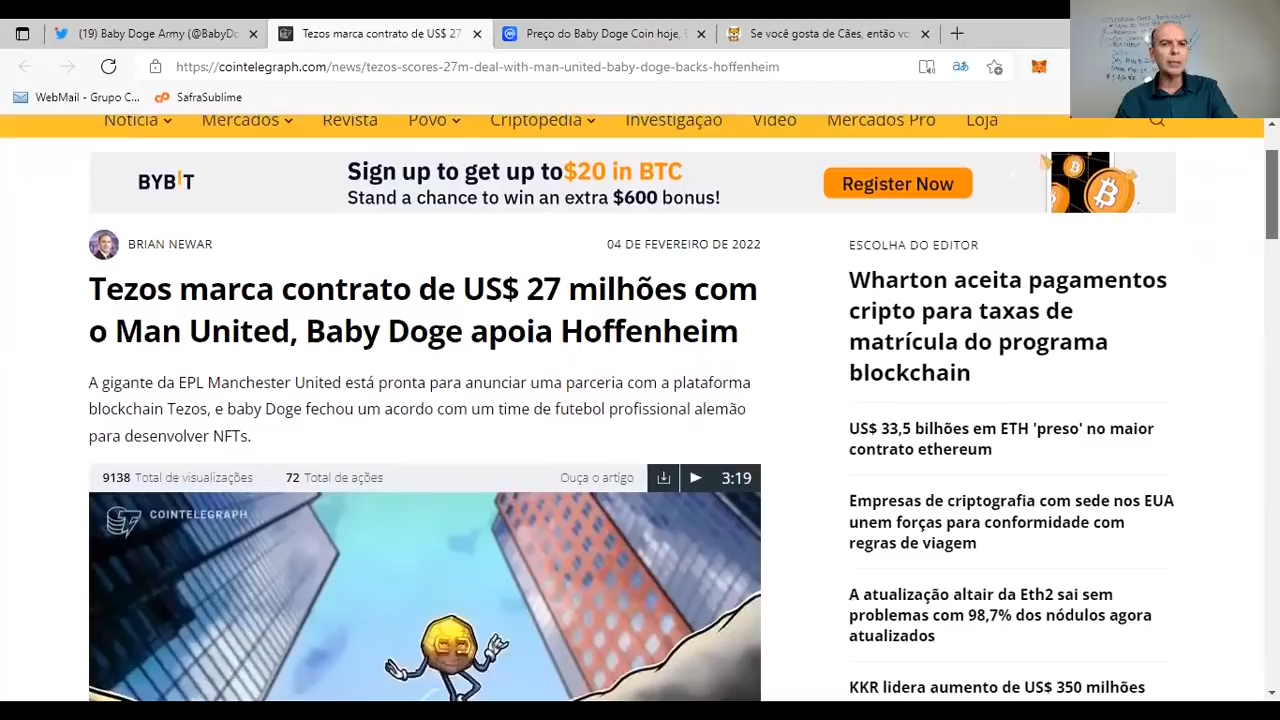 (19) Baby Doge Army (@BabyDo
Tezos marca contrato de US$ 27
Preço do Baby Doge Coin hoje,
Se você gosta de Cães, então vo
https://cointelegraph.com/news/tezos-scores-27m-deal-with-man-united-baby-doge-backs-hoffenheim
WebMail - Grupo C...
SafraSublime
Notícia
Mercados
Revista
Povo
Criptopédia
Investigação
Vídeo
Mercados Pro
Loja
BYBIT
Sign up to get up to $20 in BTC
Stand a chance to win an extra $600 bonus!
Register Now
BRIAN NEWAR
04 DE FEVEREIRO DE 2022
Tezos marca contrato de US$ 27 milhões com
o Man United, Baby Doge apoia Hoffenheim
A gigante da EPL Manchester United está pronta para anunciar uma parceria com a plataforma
blockchain Tezos, e baby Doge fechou um acordo com um time de futebol profissional alemão
para desenvolver NFTs.
9138 Total de visualizações
72 Total de ações
Ouça o artigo
3:19
COINTELEGRAPH
ESCOLHA DO EDITOR
Wharton aceita pagamentos
cripto para taxas de
matrícula do programa
blockchain
US$ 33,5 bilhões em ETH 'preso' no maior
contrato ethereum
Empresas de criptografia com sede nos EUA
unem forças para conformidade com
regras de viagem
A atualização altair da Eth2 sai sem
problemas com 98,7% dos nódulos agora
atualizados
KKR lidera aumento de US$ 350 milhões